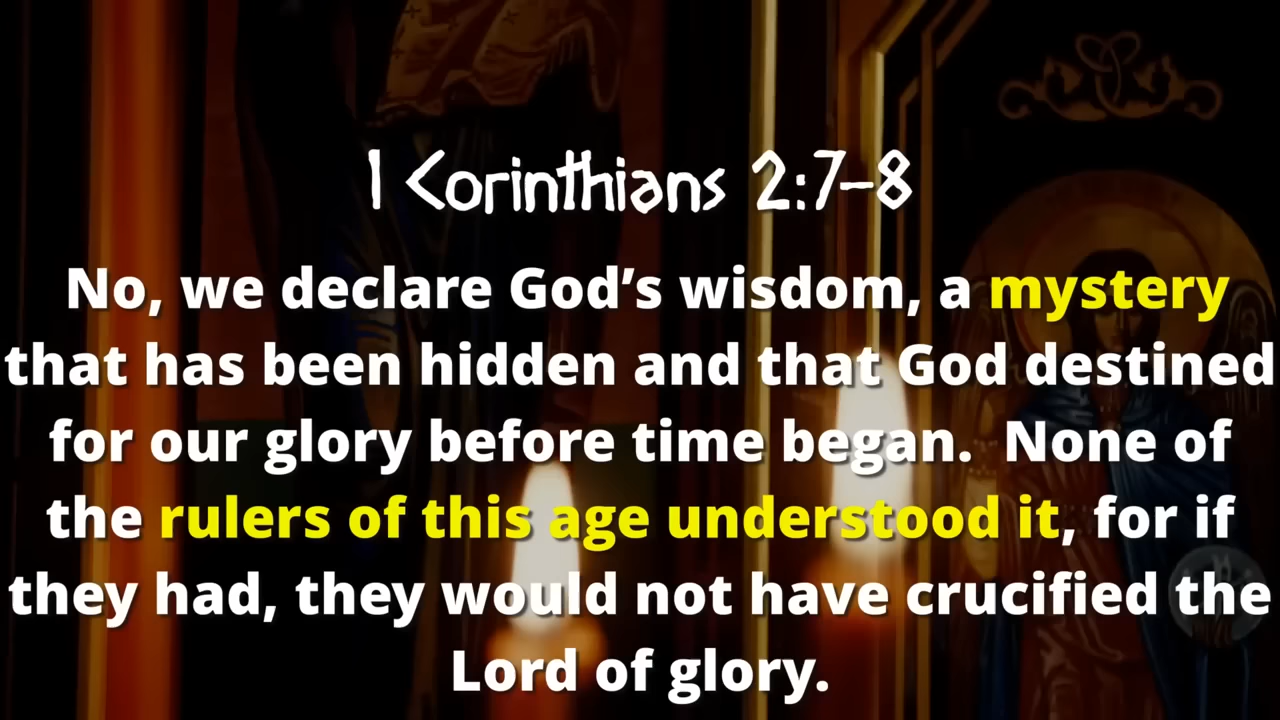 1 Corinthians 2:7–8
No, we declare God’s wisdom, a mystery
that has been hidden and that God destined
for our glory before time began.  None of
the rulers of this age understood it, for if
they had, they would not have crucified the
Lord of glory.